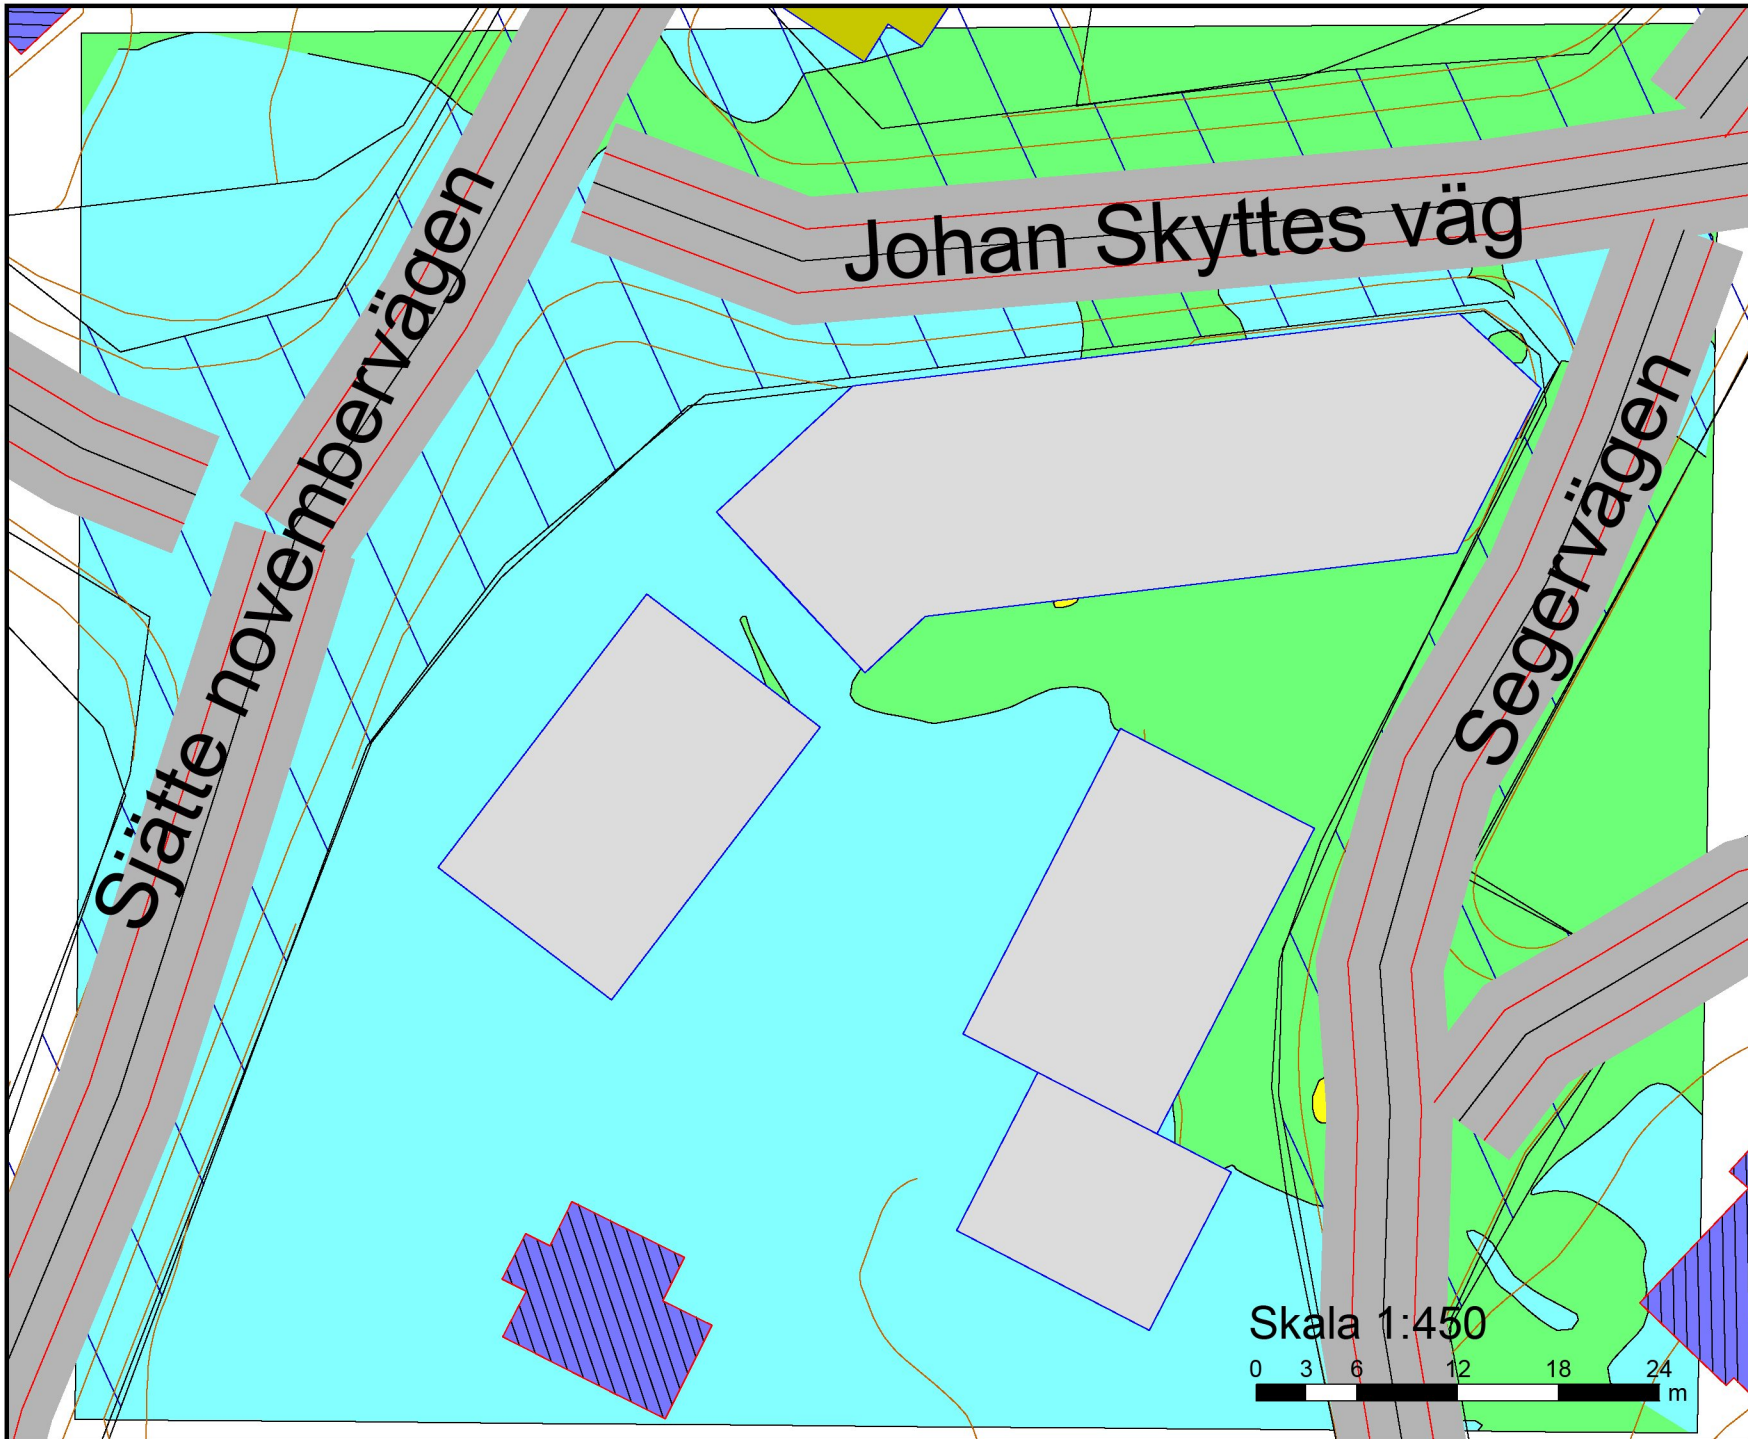 Johan Skyttes väg
Sjätte novembervägen
Segervägen
Skala 1:450
0 3 6 12 18 24
m